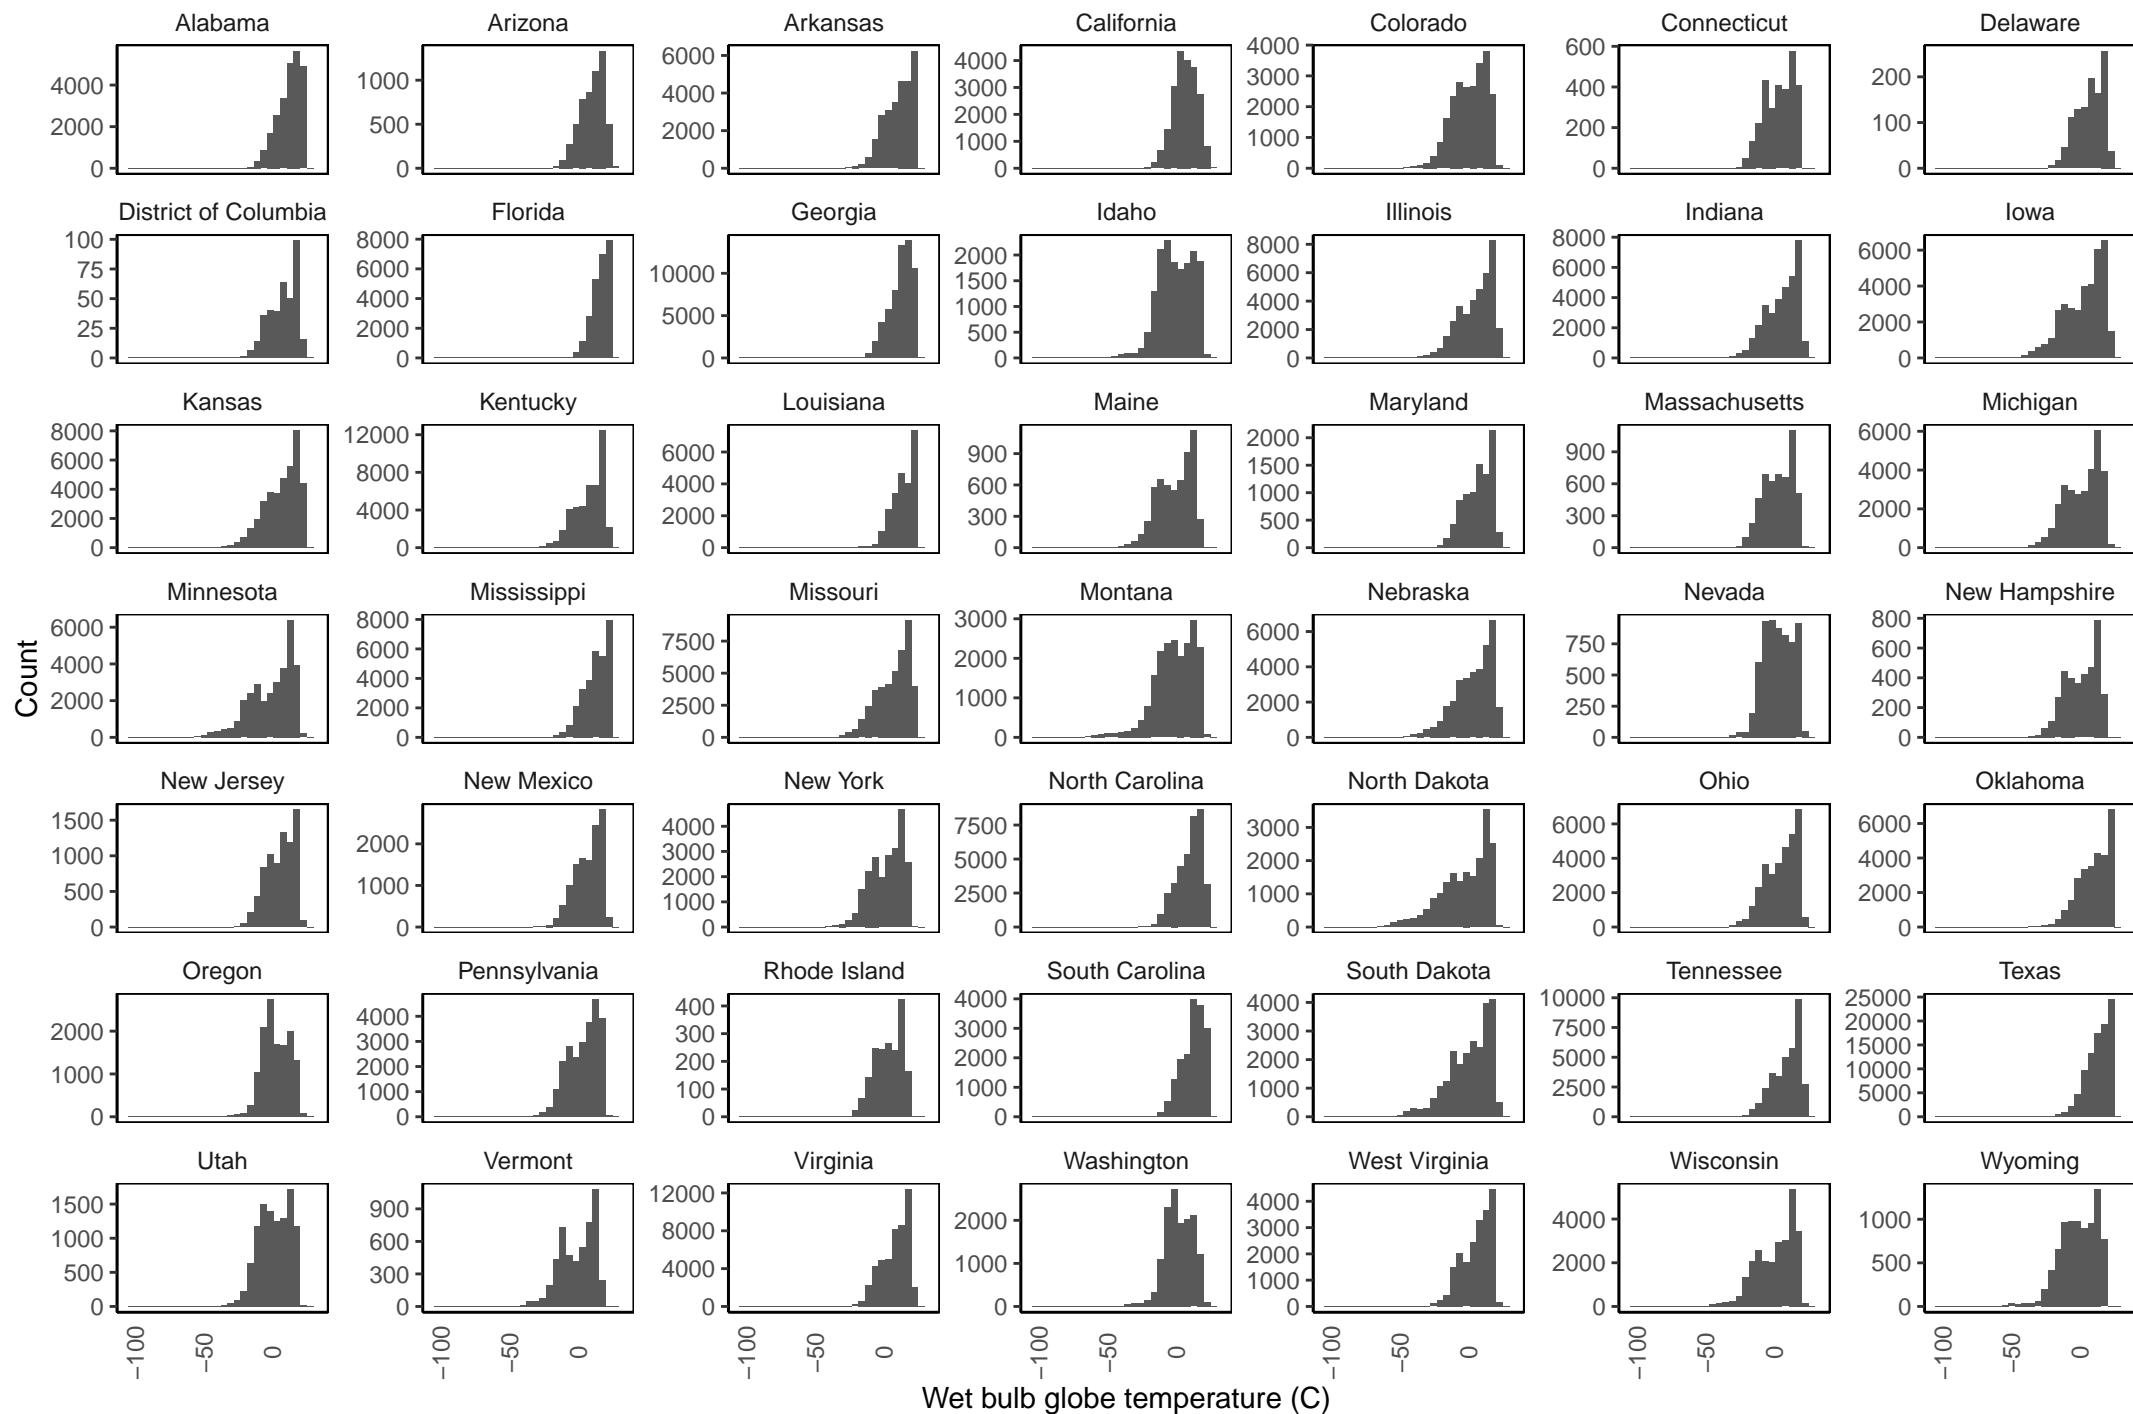 Alabama Arizona Arkansas California Colorado Connecticut Delaware
4000 2000 0
1000 500 0
6000 4000 2000 0
4000 3000 2000 1000 0
4000 3000 2000 1000 0
600 400 200 0
200 100 0
District of Columbia Florida Georgia Idaho Illinois Indiana Iowa
100 75 50 25 0
8000 6000 4000 2000 0
10000 5000 0
2000 1500 1000 500 0
8000 6000 4000 2000 0
8000 6000 4000 2000 0
6000 4000 2000 0
Kansas Kentucky Louisiana Maine Maryland Massachusetts Michigan
8000 6000 4000 2000 0
12000 8000 4000 0
6000 4000 2000 0
900 600 300 0
2000 1500 1000 500 0
900 600 300 0
6000 4000 2000 0
Minnesota Mississippi Missouri Montana Nebraska Nevada New Hampshire
6000 4000 2000 0
8000 6000 4000 2000 0
7500 5000 2500 0
3000 2000 1000 0
6000 4000 2000 0
750 500 250 0
800 600 400 200 0
Count
New Jersey New Mexico New York North Carolina North Dakota Ohio Oklahoma
1500 1000 500 0
2000 1000 0
4000 3000 2000 1000 0
7500 5000 2500 0
3000 2000 1000 0
6000 4000 2000 0
6000 4000 2000 0
Oregon Pennsylvania Rhode Island South Carolina South Dakota Tennessee Texas
2000 1000 0
4000 3000 2000 1000 0
400 300 200 100 0
4000 3000 2000 1000 0
4000 3000 2000 1000 0
10000 7500 5000 2500 0
25000 20000 15000 10000 5000 0
Utah Vermont Virginia Washington West Virginia Wisconsin Wyoming
1500 1000 500 0
900 600 300 0
12000 8000 4000 0
2000 1000 0
4000 3000 2000 1000 0
4000 2000 0
1000 500 0
−100 −50 0 −100 −50 0 −100 −50 0 −100 −50 0 −100 −50 0 −100 −50 0 −100 −50 0
Wet bulb globe temperature (C)